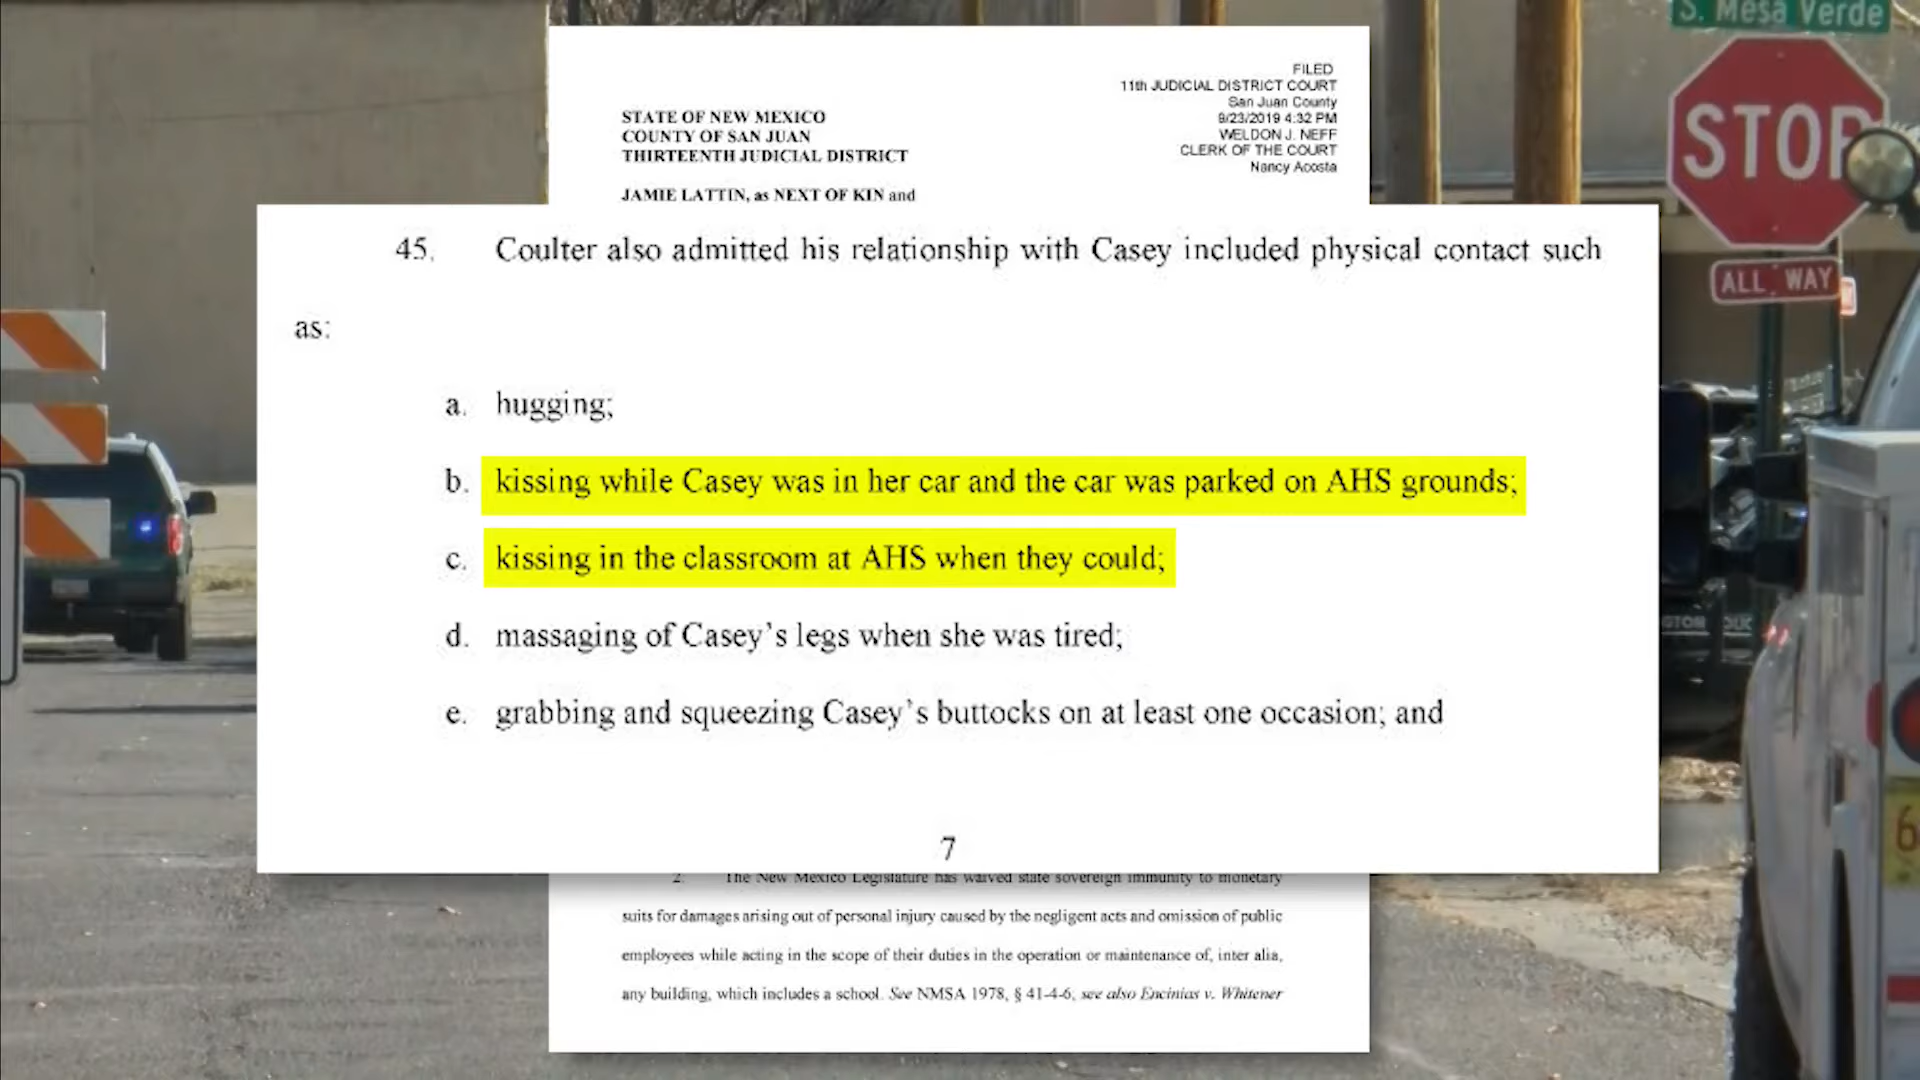 S. Mesa Verde
STOP
ALL WAY
FILED
11th JUDICIAL DISTRICT COURT
San Juan County
9/23/2019 4:32 PM
WELDON J. NEFF
CLERK OF THE COURT
Nancy Acosta
STATE OF NEW MEXICO
COUNTY OF SAN JUAN
THIRTEENTH JUDICIAL DISTRICT
JAMIE LATTIN, as NEXT OF KIN and
45. Coulter also admitted his relationship with Casey included physical contact such
as:
a. hugging;
b. kissing while Casey was in her car and the car was parked on AHS grounds;
c. kissing in the classroom at AHS when they could;
d. massaging of Casey's legs when she was tired;
e. grabbing and squeezing Casey's buttocks on at least one occasion; and
7
2. The New Mexico Legislature has waived state sovereign immunity to monetary
suits for damages arising out of personal injury caused by the negligent acts and omission of public
employees while acting in the scope of their duties in the operation or maintenance of, inter alia,
any building, which includes a school. See NMSA 1978, § 41-4-6, see also Encinias v. Whitener
6